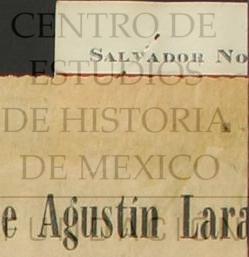 CENTRO DE
SALVADOR No
ESTUDIOS
DE HISTORIA
DE MEXICO
e Agustín Lara